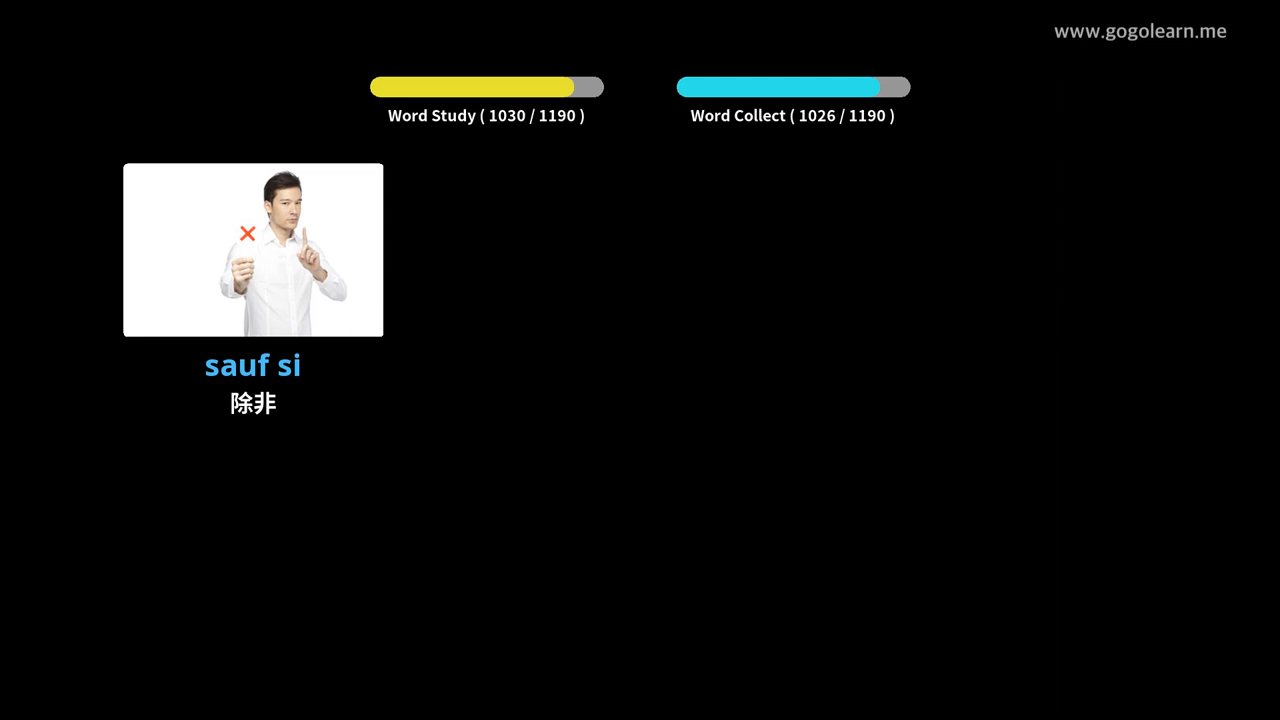 www.gogolearn.me
Word Study ( 1030 / 1190 )
Word Collect ( 1026 / 1190 )
sauf si
除非